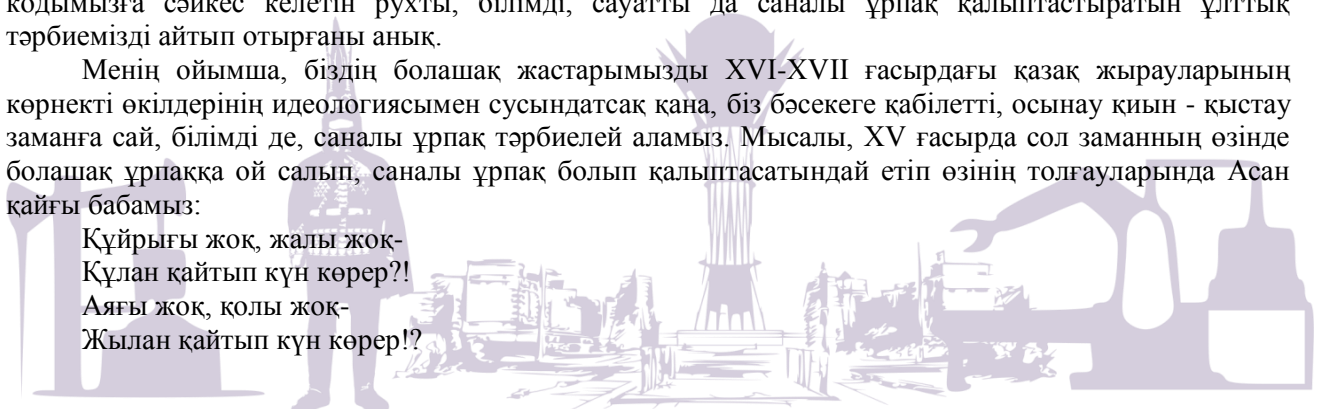 кодымызға сәйкес келетін рухты, білімді, сауатты да саналы ұрпақ қалыптастыратын ұлттық
тәрбиемізді айтып отырғаны анық.
Менің ойымша, біздің болашақ жастарымызды XVI-XVII ғасырдағы қазақ жырауларының
көрнекті өкілдерінің идеологиясымен сусындатсақ қана, біз бәсекеге қабілетті, осынау қиын - қыстау
заманға сай, білімді де, саналы ұрпақ тәрбиелей аламыз. Мысалы, XV ғасырда сол заманның өзінде
болашақ ұрпаққа ой салып, саналы ұрпақ болып қалыптасатындай етіп өзінің толғауларында Асан
қайғы бабамыз:
Құйрығы жоқ, жалы жоқ-
Құлан қайтып күн көрер?!
Аяғы жоқ, қолы жоқ-
Жылан қайтып күн көрер!?